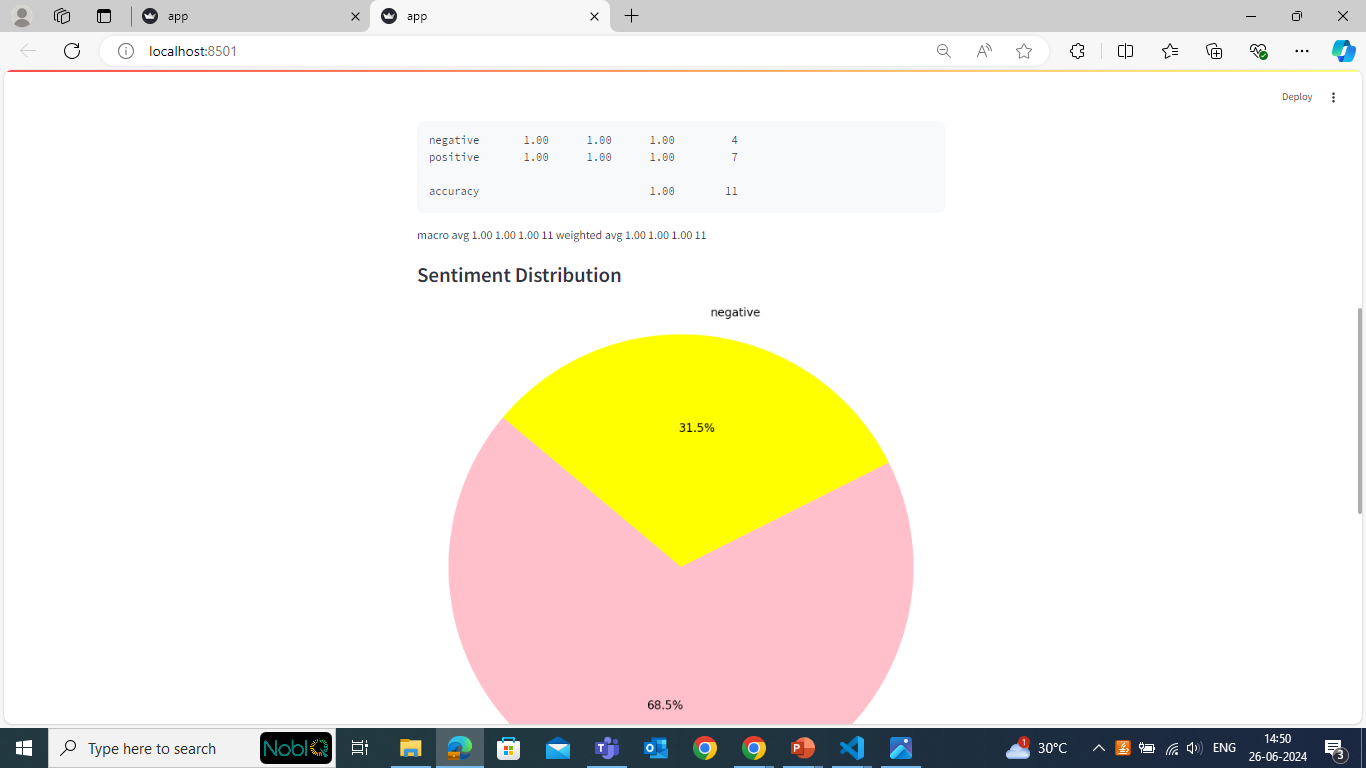 app
app
localhost:8501
Deploy
negative 1.00 1.00 1.00 4
positive 1.00 1.00 1.00 7
accuracy 1.00 11
macro avg 1.00 1.00 1.00 11 weighted avg 1.00 1.00 1.00 11
Sentiment Distribution
negative
31.5%
68.5%
Type here to search
NoblQ
1
30°C
ENG
14:50
26-06-2024
3